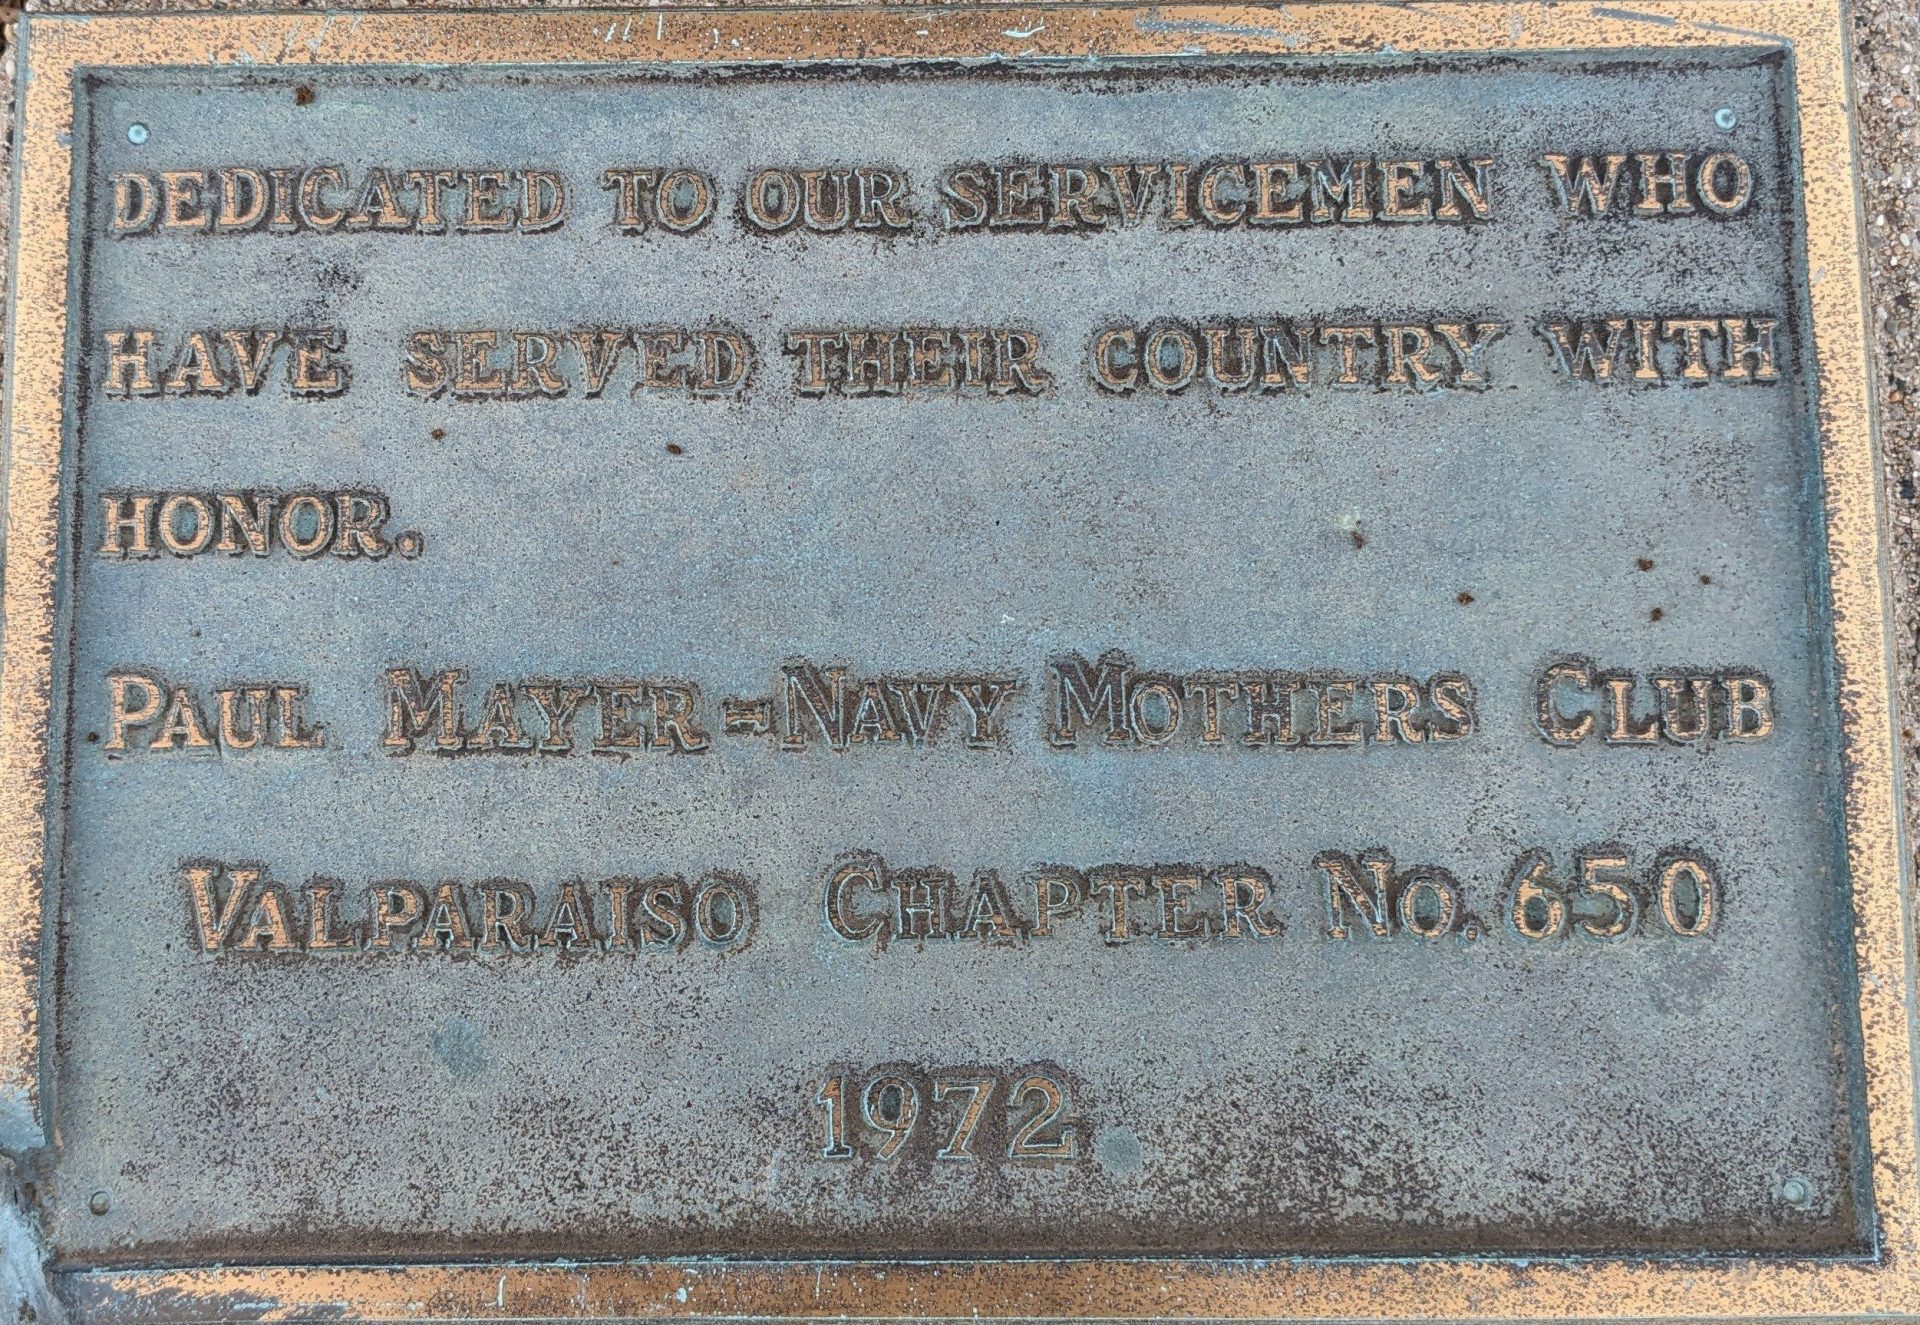 DEDICATED TO OUR SERVICEMEN WHO
HAVE SERVED THEIR COUNTRY WITH
HONOR.
PAUL MAYER=NAVY MOTHERS CLUB
VALPARAISO CHAPTER NO. 650
1972